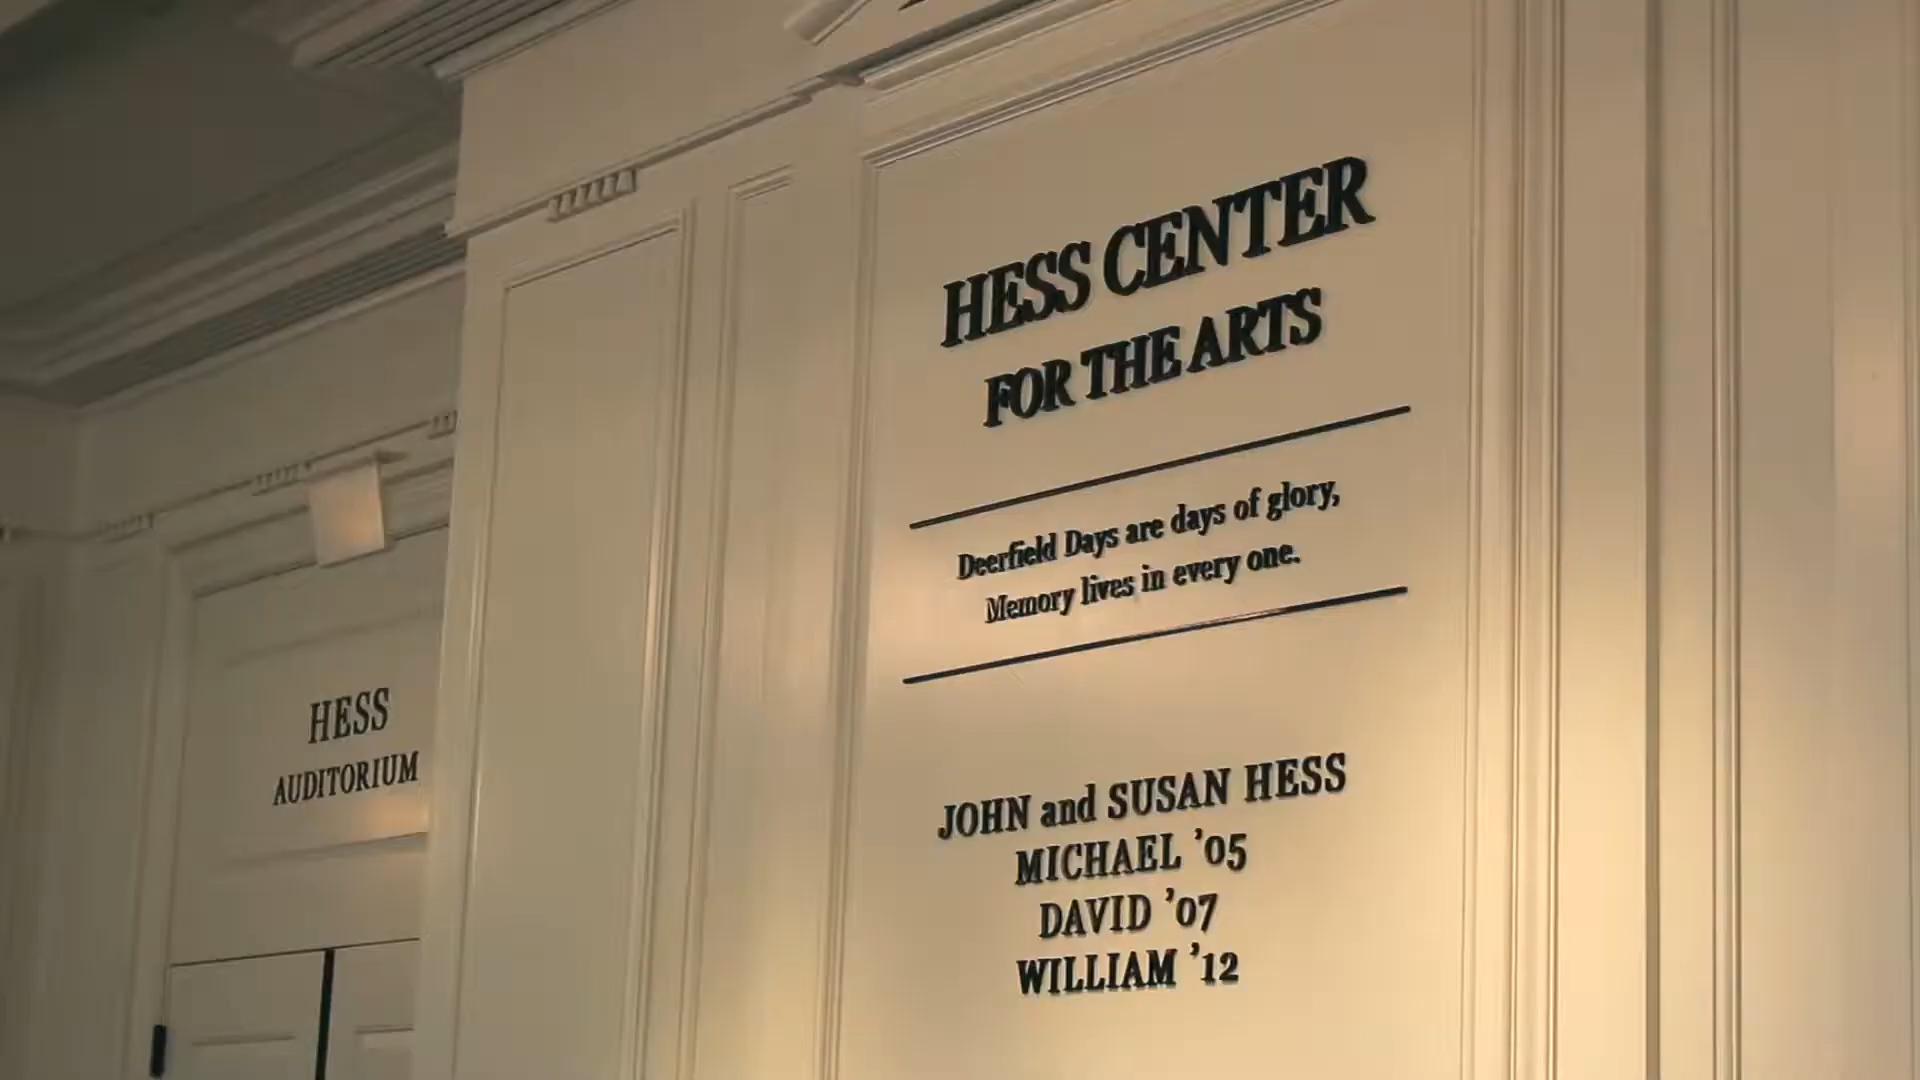 HESS CENTER
FOR THE ARTS
Deerfield Days are days of glory,
Memory lives in every one.
JOHN and SUSAN HESS
MICHAEL ’05
DAVID ’07
WILLIAM ’12
HESS
AUDITORIUM